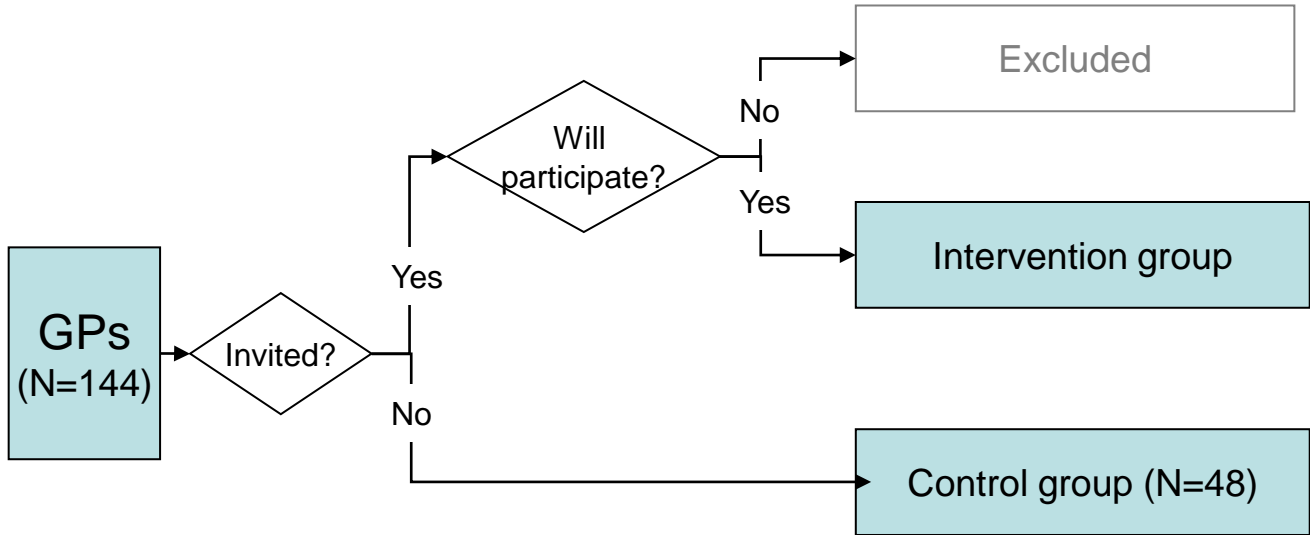 GPs
(N=144)
Invited?
Yes
No
Will
participate?
No
Yes
Excluded
Intervention group
Control group (N=48)